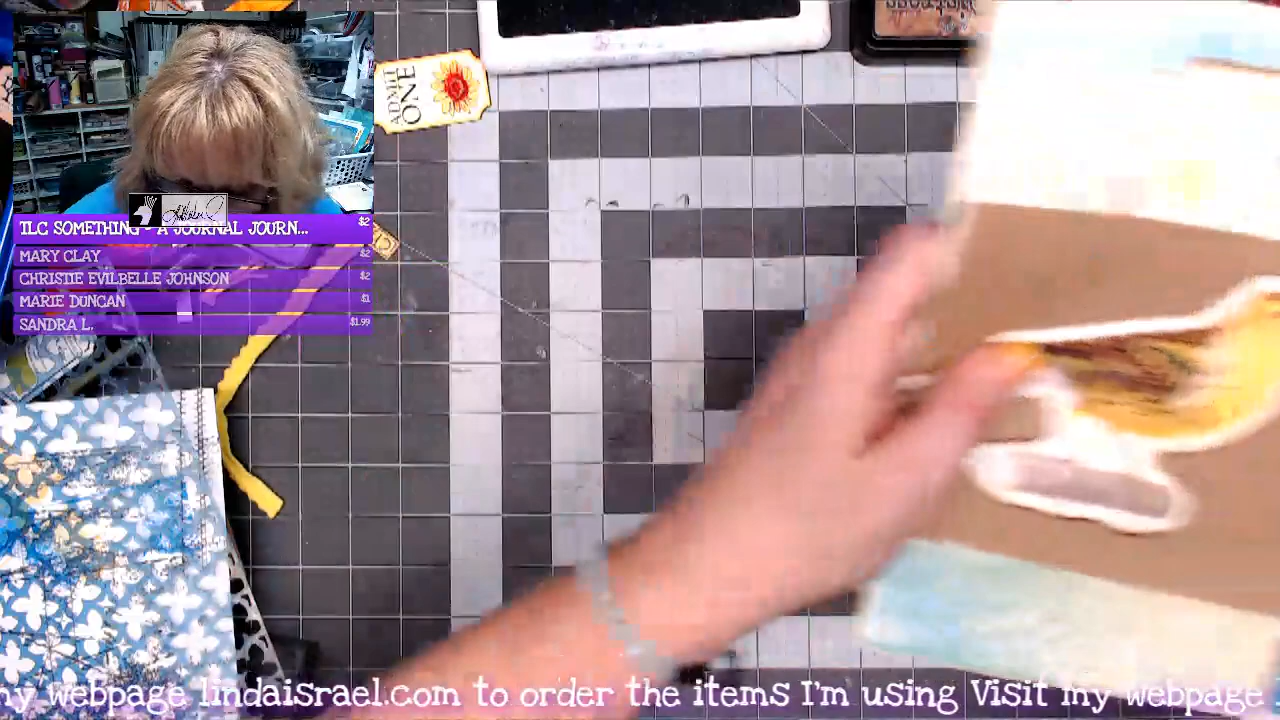 ADMIT
ONE
1LC SOMETHING - A JOURNAL JOURN... $2
MARY CLAY $2
CHRISTIE EVILBELLE JOHNSON $2
MARIE DUNCAN $1
SANDRA L. $1.99
my webpage lindaisrael.com to order the items I'm using Visit my webpage